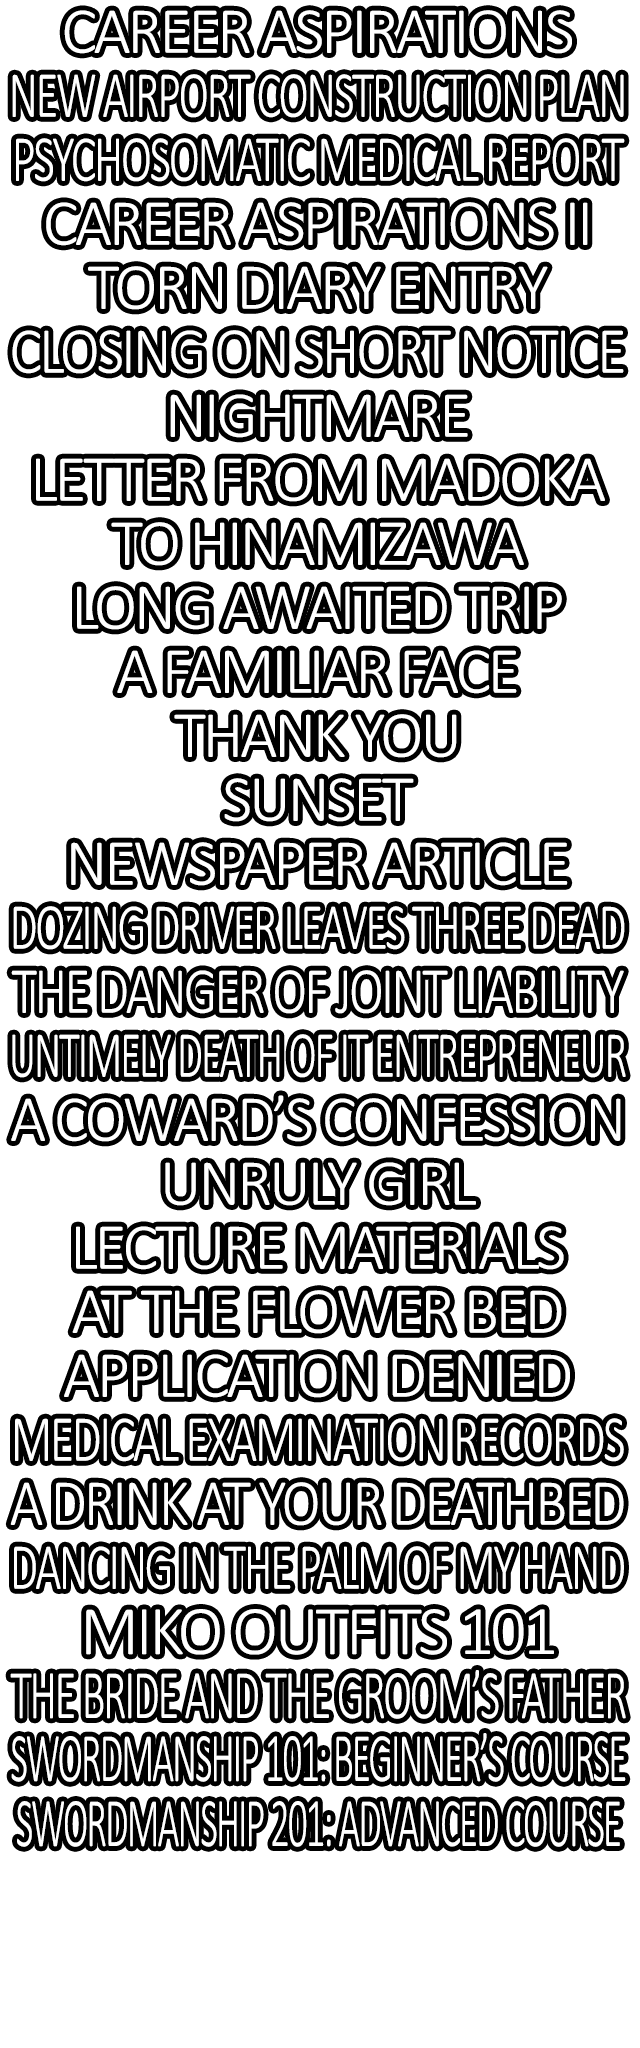 CAREER ASPIRATIONS
NEW AIRPORT CONSTRUCTION PLAN
PSYCHOSOMATIC MEDICAL REPORT
CAREER ASPIRATIONS II
TORN DIARY ENTRY
CLOSING ON SHORT NOTICE
NIGHTMARE
LETTER FROM MADOKA
TO HINAMIZAWA
LONG AWAITED TRIP
A FAMILIAR FACE
THANK YOU
SUNSET
NEWSPAPER ARTICLE
DOZING DRIVER LEAVES THREE DEAD
THE DANGER OF JOINT LIABILITY
UNTIMELY DEATH OF IT ENTREPRENEUR
A COWARD’S CONFESSION
UNRULY GIRL
LECTURE MATERIALS
AT THE FLOWER BED
APPLICATION DENIED
MEDICAL EXAMINATION RECORDS
A DRINK AT YOUR DEATHBED
DANCING IN THE PALM OF MY HAND
MIKO OUTFITS 101
THE BRIDE AND THE GROOM’S FATHER
SWORDMANSHIP 101: BEGINNER’S COURSE
SWORDMANSHIP 201: ADVANCED COURSE